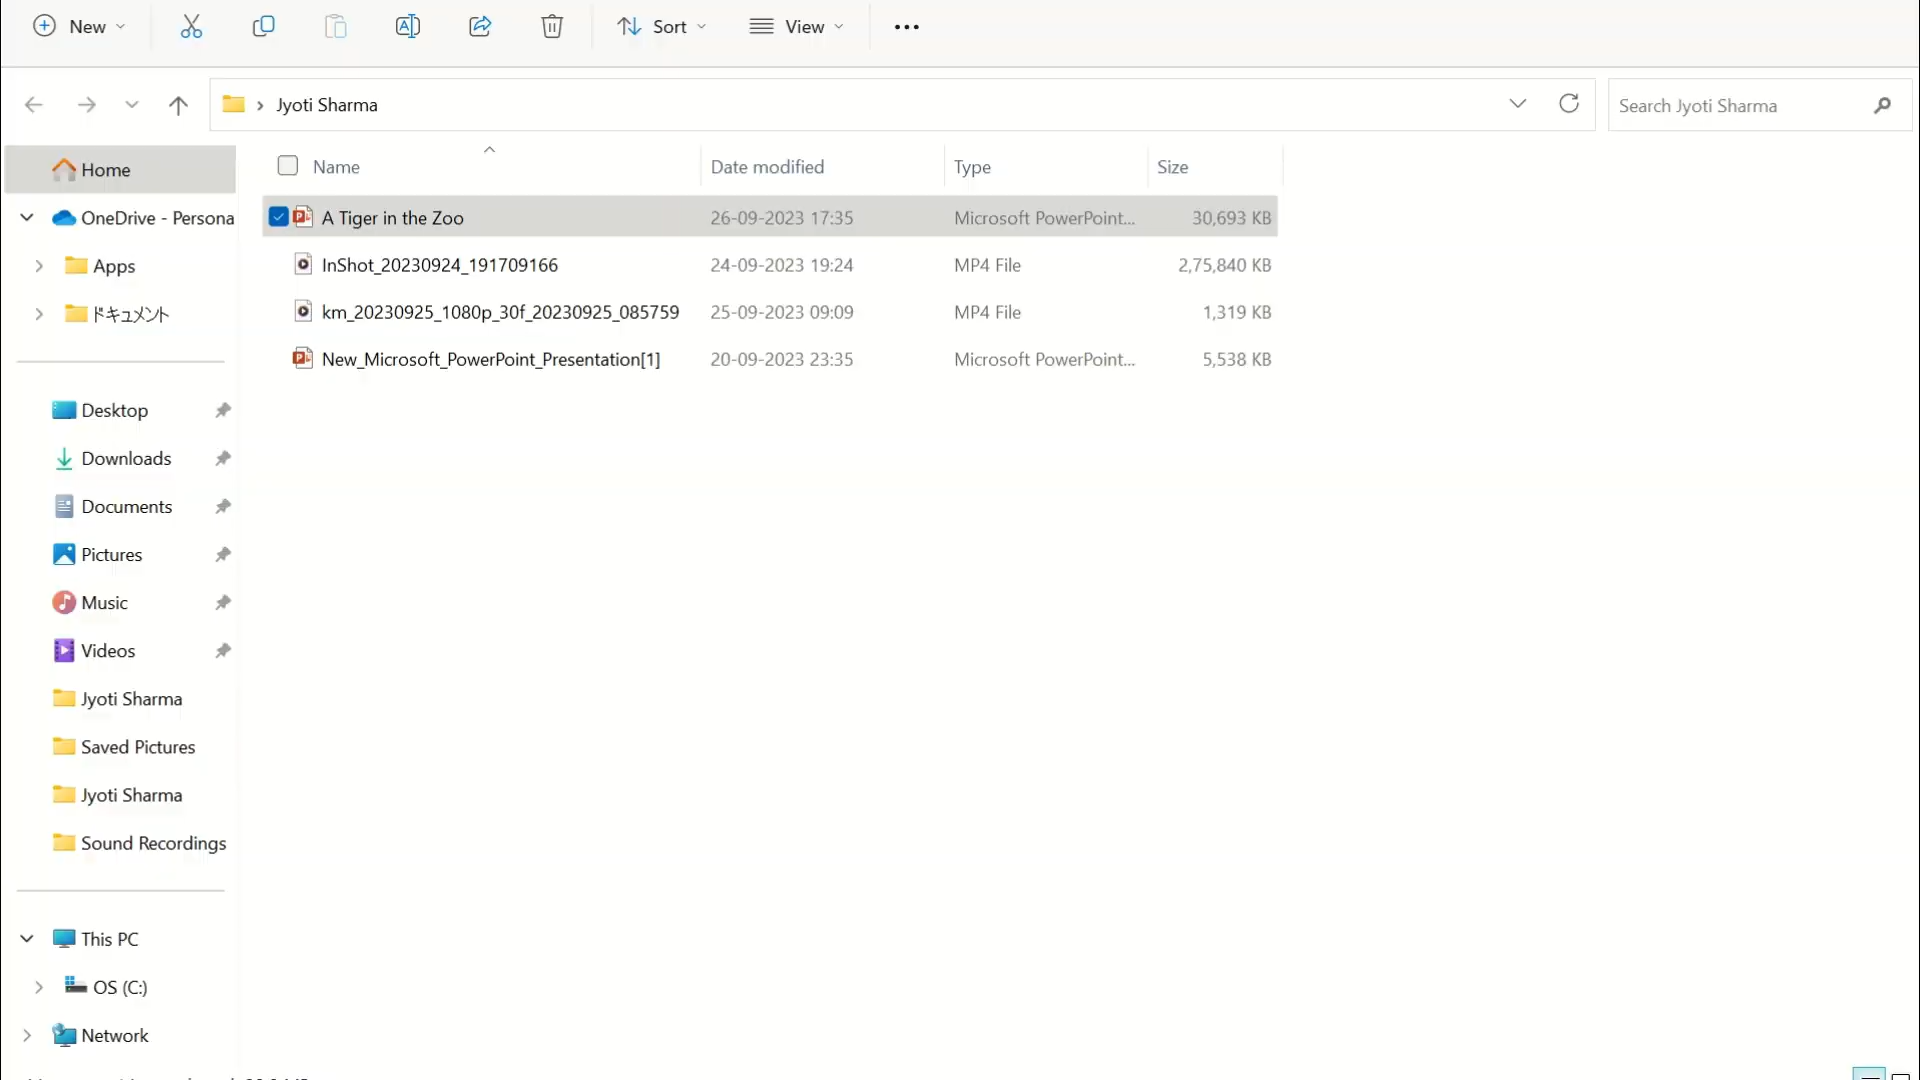 New
Sort
View
Jyoti Sharma
Search Jyoti Sharma
Name
Date modified
Type
Size
A Tiger in the Zoo
26-09-2023 17:35
Microsoft PowerPoint...
30,693 KB
InShot_20230924_191709166
24-09-2023 19:24
MP4 File
2,75,840 KB
km_20230925_1080p_30f_20230925_085759
25-09-2023 09:09
MP4 File
1,319 KB
New_Microsoft_PowerPoint_Presentation[1]
20-09-2023 23:35
Microsoft PowerPoint...
5,538 KB
Home
OneDrive - Persona
Apps
ドキュメント
Desktop
Downloads
Documents
Pictures
Music
Videos
Jyoti Sharma
Saved Pictures
Jyoti Sharma
Sound Recordings
This PC
OS (C:)
Network